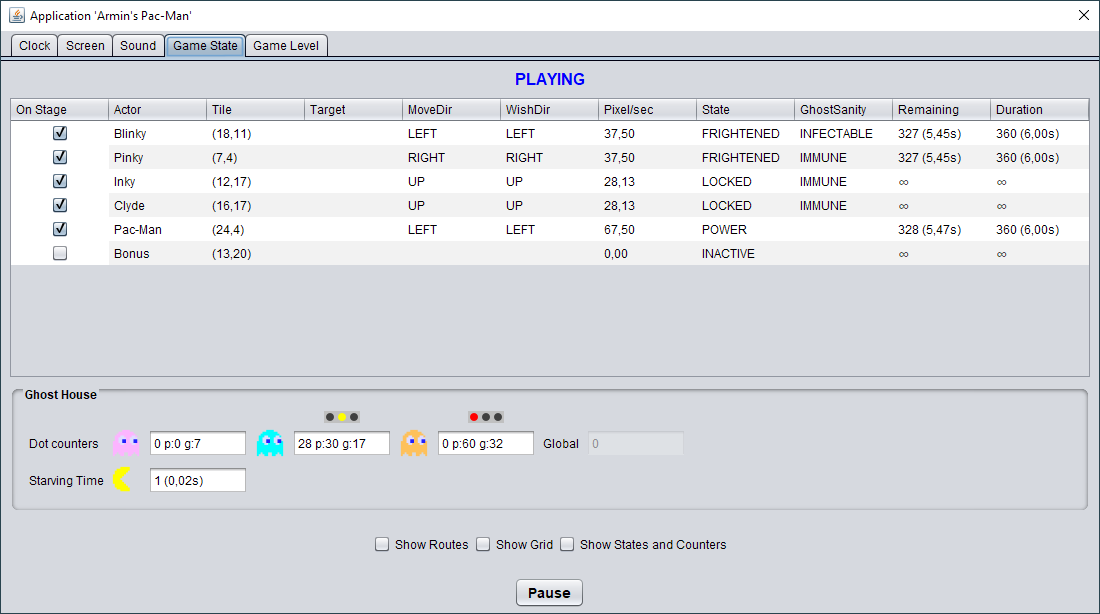 Application 'Armin's Pac-Man'
Clock Screen Sound Game State Game Level
PLAYING
On Stage Actor Tile Target MoveDir WishDir Pixel/sec State GhostSanity Remaining Duration
Blinky (18,11) LEFT LEFT 37,50 FRIGHTENED INFECTABLE 327 (5,45s) 360 (6,00s)
Pinky (7,4) RIGHT RIGHT 37,50 FRIGHTENED IMMUNE 327 (5,45s) 360 (6,00s)
Inky (12,17) UP UP 28,13 LOCKED IMMUNE ∞ ∞
Clyde (16,17) UP UP 28,13 LOCKED IMMUNE ∞ ∞
Pac-Man (24,4) LEFT LEFT 67,50 POWER 328 (5,47s) 360 (6,00s)
Bonus (13,20) 0,00 INACTIVE ∞ ∞
Ghost House
Dot counters 0 p:0 g:7 28 p:30 g:17 0 p:60 g:32 Global 0
Starving Time 1 (0,02s)
Show Routes Show Grid Show States and Counters
Pause